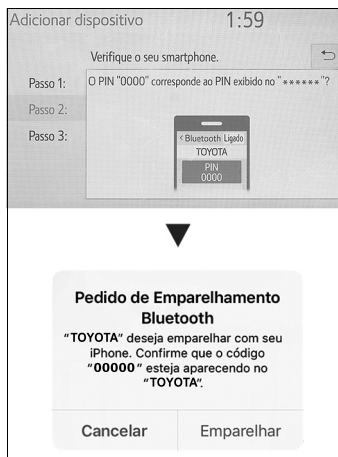 Adicionar dispositivo 1:59
Verifique o seu smartphone.
Passo 1:
O PIN "0000" corresponde ao PIN exibido no "******"?
Passo 2:
Passo 3:
< Bluetooth Ligado
TOYOTA
PIN
0000
Pedido de Emparelhamento
Bluetooth
"TOYOTA" deseja emparelhar com seu
iPhone. Confirme que o código
"00000" esteja aparecendo no
"TOYOTA".
Cancelar Emparelhar